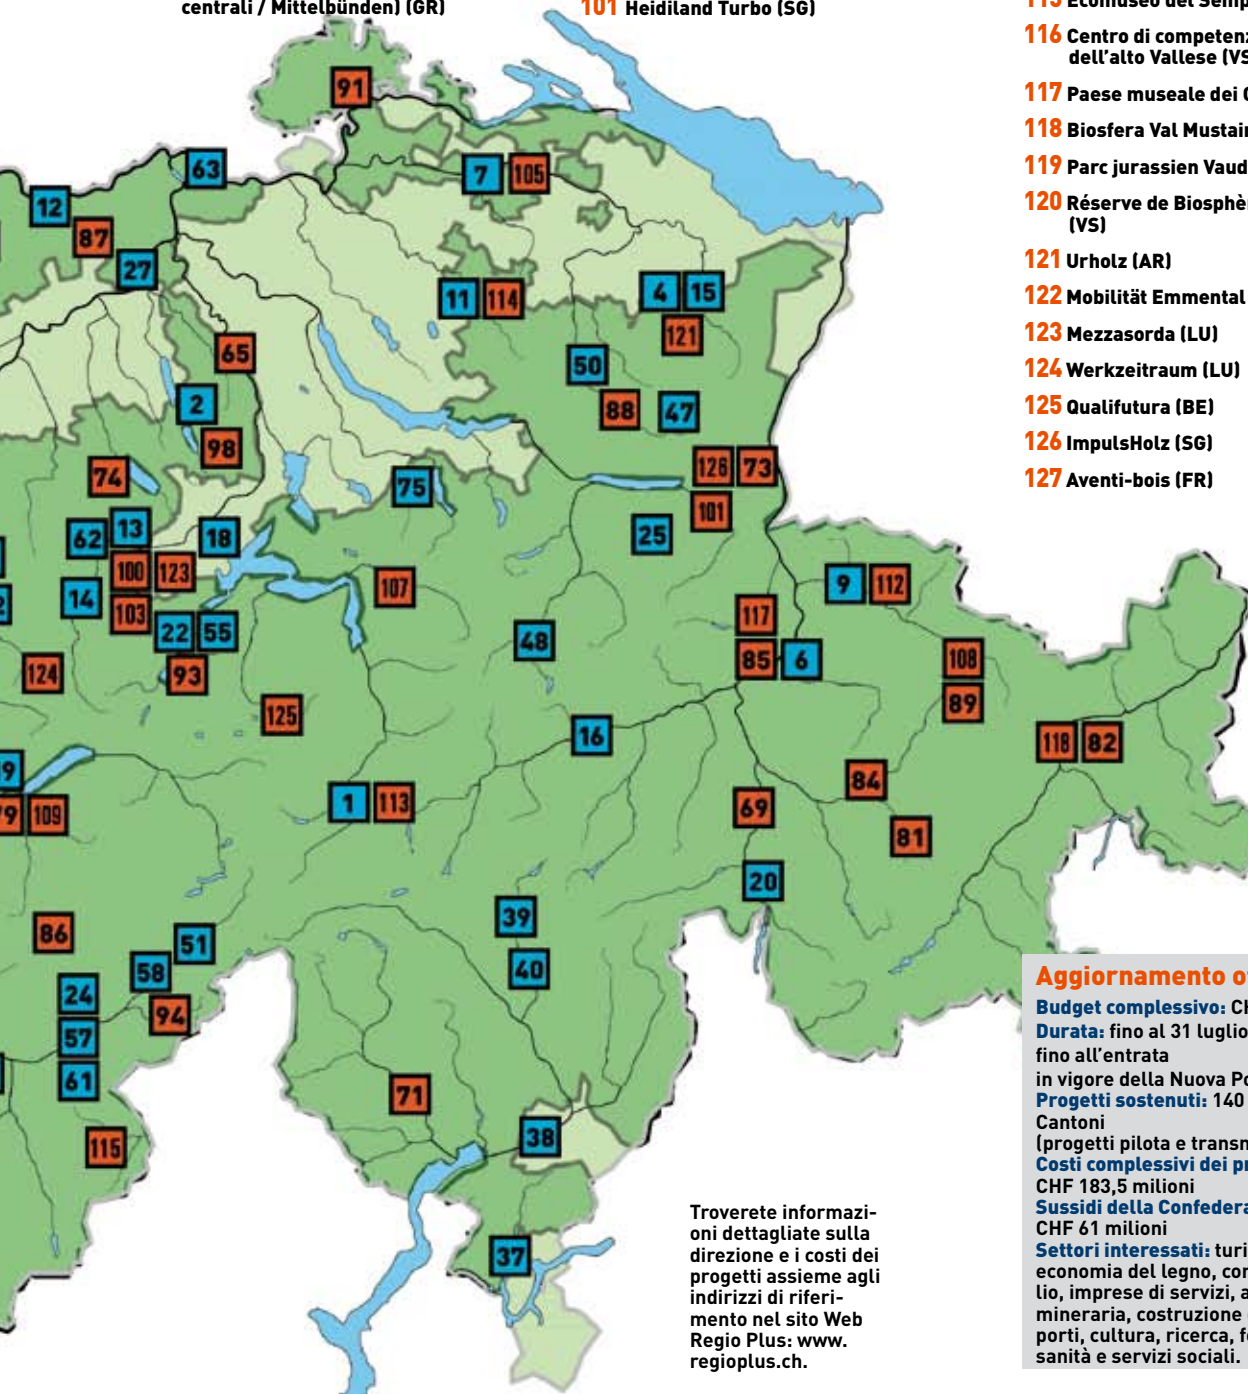 centrali / Mittelbünden) (GR)
101 Heidiland Turbo (SG)
116 Centro di
dell'alto Vallese
117 Paese museale dei
118 Biosfera Val
119 Parc jurassien
120 Réserve de
(VS)
121 Urholz (AR)
122 Mobilität Emmental
123 Mezzasorda (LU)
124 Werkzeitraum (LU)
125 Qualifutura (BE)
126 ImpulsHolz (SG)
127 Aventi-bois (FR)
91
63
7 105
12
87
27
11 114
4 15
121
65
50
2
88 47
98
74
126 73
75
101
62 13 18
25
100 123
107
9 112
14
103
117
22 55
48
85 6
108
124
93
89
125
16
118 82
84
1 113
69
109
81
20
39
86
51
40
58
24
94
57
61
71
38
115
37
Troverete informazi-
oni dettagliate sulla
direzione e i costi dei
progetti assieme agli
indirizzi di riferi-
mento nel sito Web
Regio Plus: www.
regioplus.ch.
Aggiornamento
Budget complessivo:
Durata: fino al 31 luglio
fino all'entrata
in vigore della Nuova
Progetti sostenuti: 140
Cantoni
(progetti pilota e
Costi complessivi dei
CHF 183,5 milioni
Sussidi della
CHF 61 milioni
Settori interessati:
economia del legno,
lio, imprese di servizi,
mineraria, costruzione
porti, cultura, ricerca,
sanità e servizi sociali.